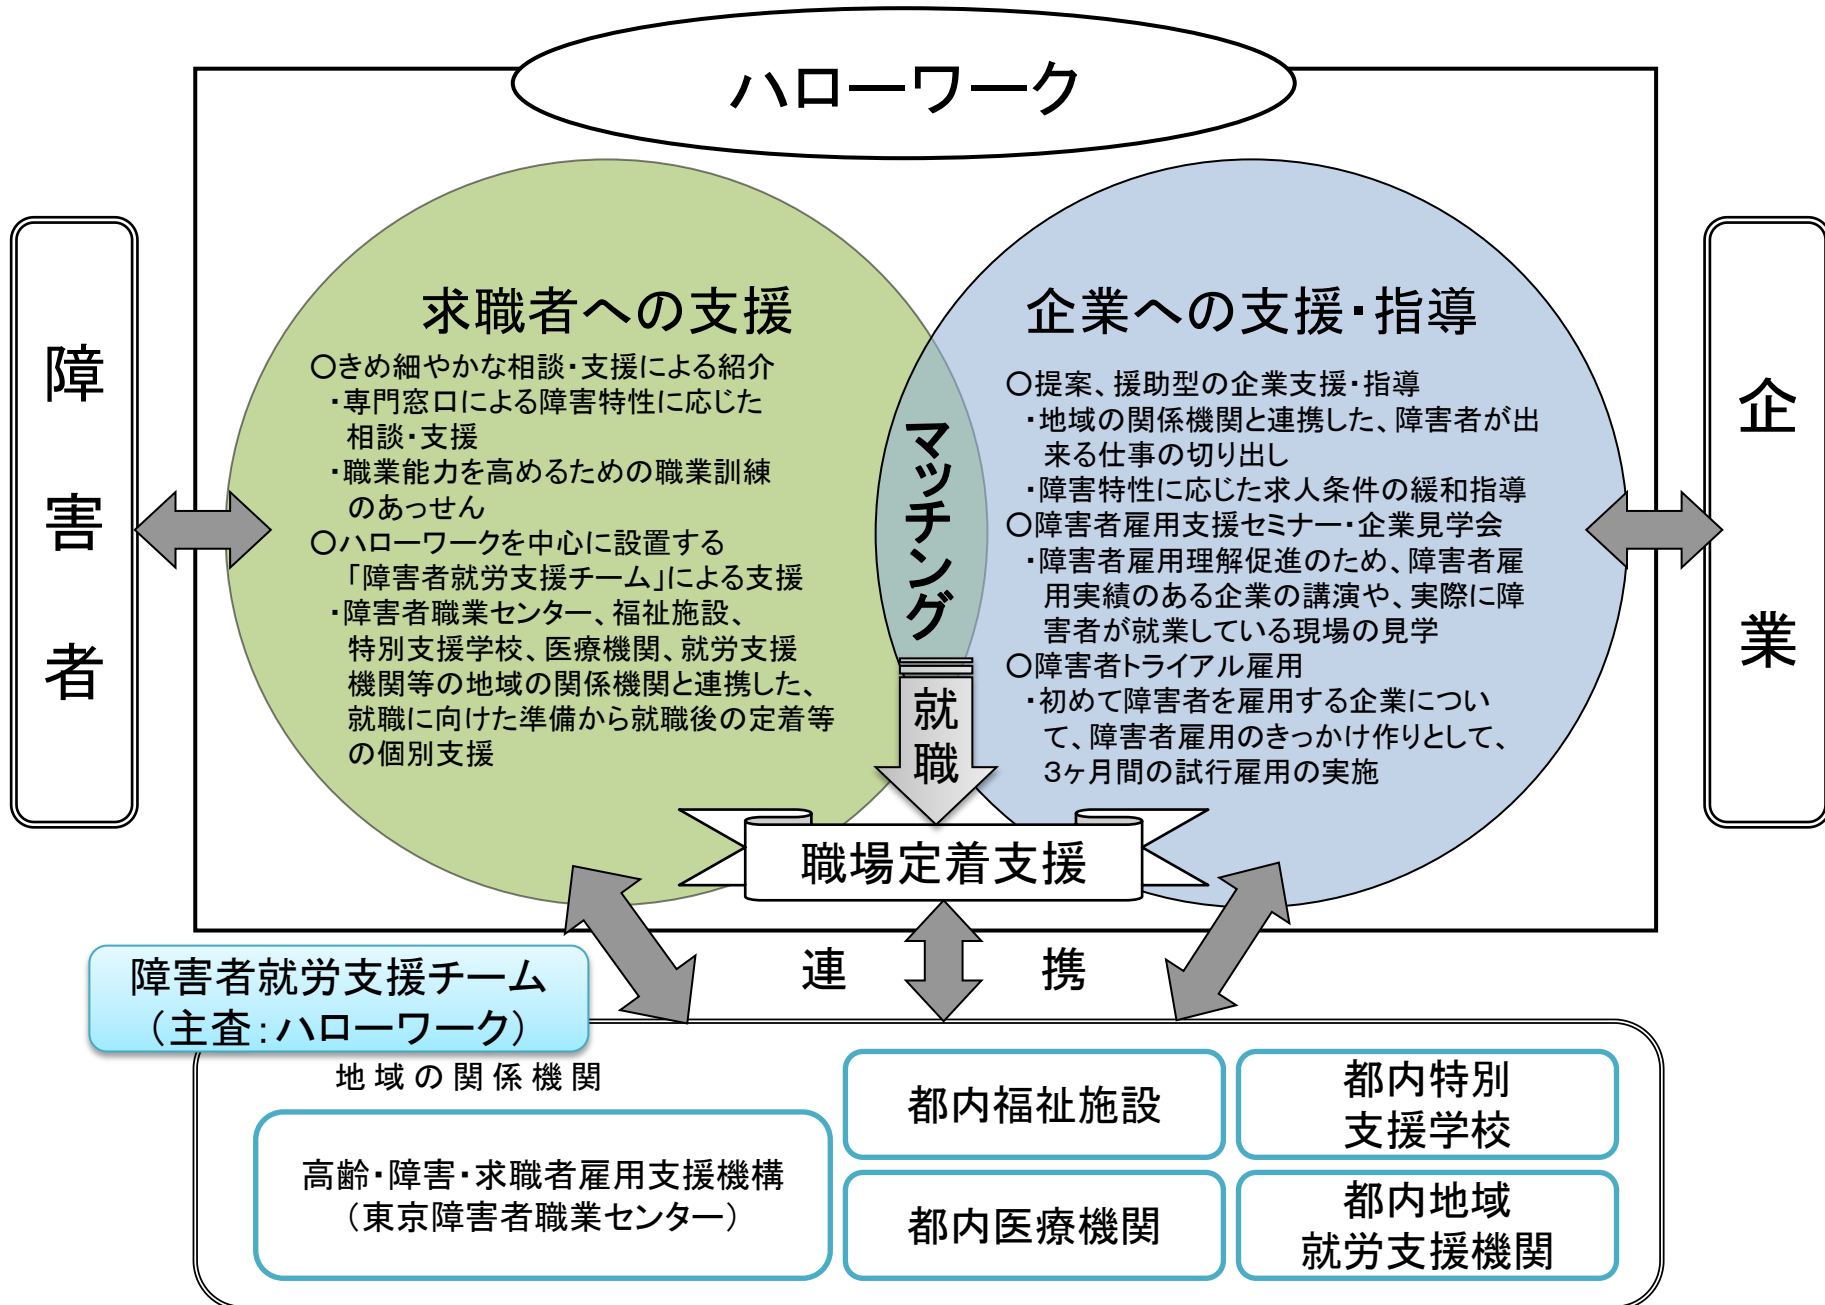 ハローワーク
障害者
求職者への支援
○きめ細やかな相談・支援による紹介
・専門窓口による障害特性に応じた
相談・支援
・職業能力を高めるための職業訓練
のあっせん
○ハローワークを中心に設置する
「障害者就労支援チーム」による支援
・障害者職業センター、福祉施設、
特別支援学校、医療機関、就労支援
機関等の地域の関係機関と連携した、
就職に向けた準備から就職後の定着等
の個別支援
マッチング
就職
企業への支援・指導
○提案、援助型の企業支援・指導
・地域の関係機関と連携した、障害者が出
来る仕事の切り出し
・障害特性に応じた求人条件の緩和指導
○障害者雇用支援セミナー・企業見学会
・障害者雇用理解促進のため、障害者雇
用実績のある企業の講演や、実際に障
害者が就業している現場の見学
○障害者トライアル雇用
・初めて障害者を雇用する企業につい
て、障害者雇用のきっかけ作りとして、
3ヶ月間の試行雇用の実施
企業
職場定着支援
連携
障害者就労支援チーム
（主査：ハローワーク）
地域の関係機関
高齢・障害・求職者雇用支援機構
（東京障害者職業センター）
都内福祉施設
都内特別
支援学校
都内医療機関
都内地域
就労支援機関